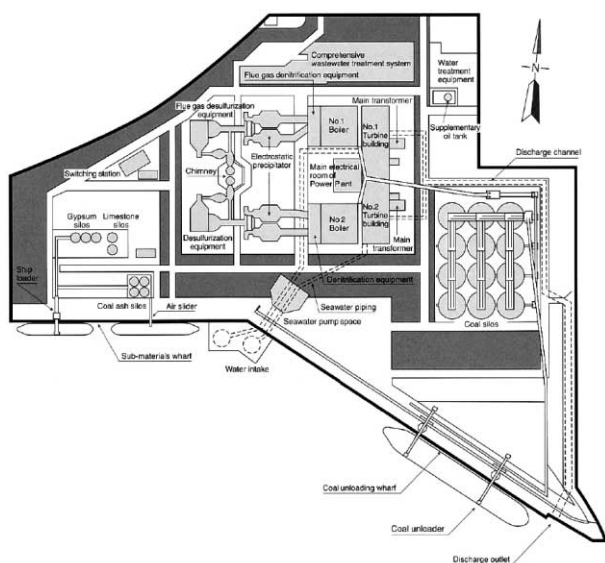 Comprehensive
wastewater treatment system
Flue gas denitrification equipment
Water
treatment
equipment
N
Flue gas desulfurization
equipment
No.1
Boiler
Main transformer
No.1
Turbine
building
Supplementary
oil tank
Discharge channel
Switching station
Chimney
Electrostatic
precipitator
Main electrical
room of
Power Plant
Gypsum
silos
Limestone
silos
No.2
Boiler
No.2
Turbine
building
Desulfurization
equipment
Main
transformer
Ship
loader
Denitrification equipment
Coal ash silos
Air slider
Seawater piping
Seawater pump space
Coal silos
Sub-materials wharf
Water intake
Coal unloading wharf
Coal unloader
Discharge outlet